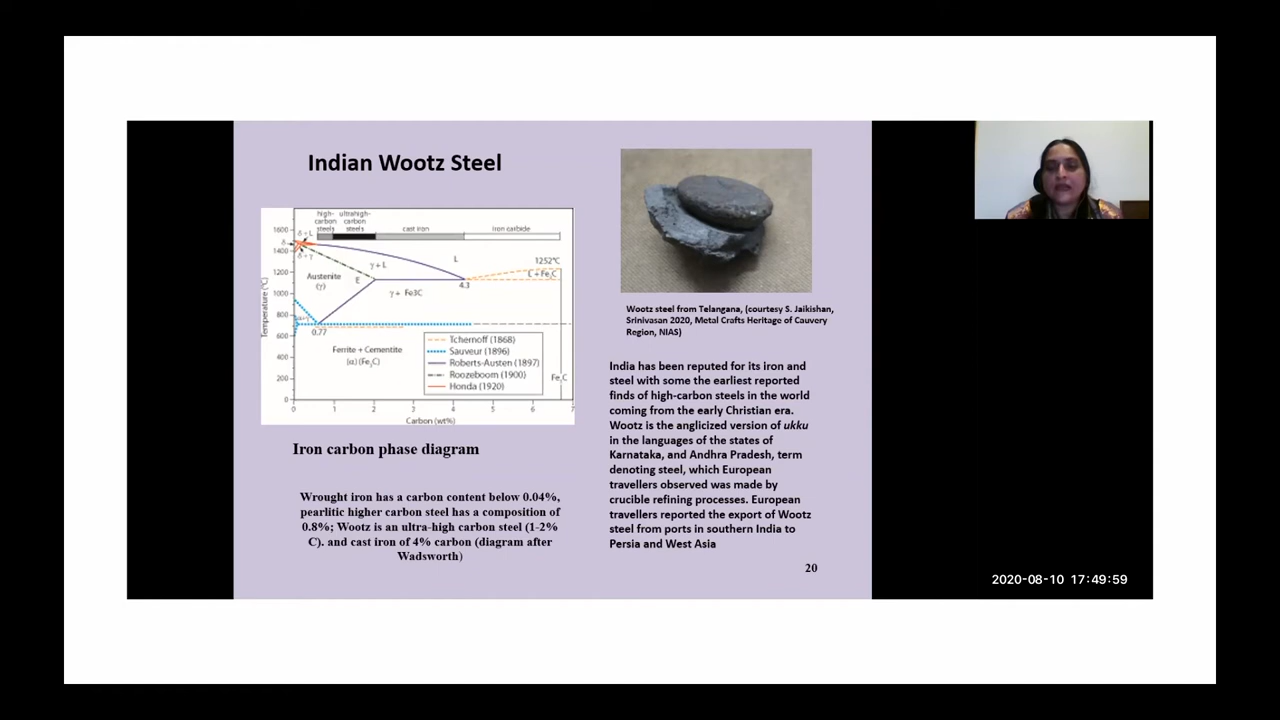 Indian Wootz Steel
high-carbon steels
ultrahigh-carbon steels
cast iron
iron carbide
1600
1400
1200
1000
800
600
400
200
0
Temperature (°C)
δ + L
δ
δ + γ
Austenite
(γ)
γ + L
L
E
1252°C
L + Fe3C
4.3
γ + Fe3C
0.77
Ferrite + Cementite
(α) (Fe3C)
Tchernoff (1868)
Sauveur (1896)
Roberts-Austen (1897)
Roozeboom (1900)
Honda (1920)
Fe3C
0 1 2 3 4 5 6 7
Carbon (wt%)
Iron carbon phase diagram
Wrought iron has a carbon content below 0.04%,
pearlitic higher carbon steel has a composition of
0.8%; Wootz is an ultra-high carbon steel (1-2%
C). and cast iron of 4% carbon (diagram after
Wadsworth)
Wootz steel from Telangana, (courtesy S. Jaikishan,
Srinivasan 2020, Metal Crafts Heritage of Cauvery
Region, NIAS)
India has been reputed for its iron and
steel with some the earliest reported
finds of high-carbon steels in the world
coming from the early Christian era.
Wootz is the anglicized version of ukku
in the languages of the states of
Karnataka, and Andhra Pradesh, term
denoting steel, which European
travellers observed was made by
crucible refining processes. European
travellers reported the export of Wootz
steel from ports in southern India to
Persia and West Asia
20
2020-08-10 17:49:59